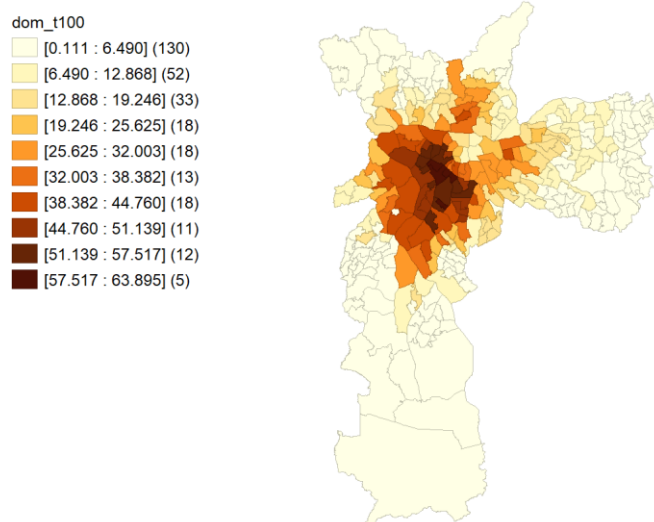 dom_t100
[0.111 : 6.490] (130)
[6.490 : 12.868] (52)
[12.868 : 19.246] (33)
[19.246 : 25.625] (18)
[25.625 : 32.003] (18)
[32.003 : 38.382] (13)
[38.382 : 44.760] (18)
[44.760 : 51.139] (11)
[51.139 : 57.517] (12)
[57.517 : 63.895] (5)